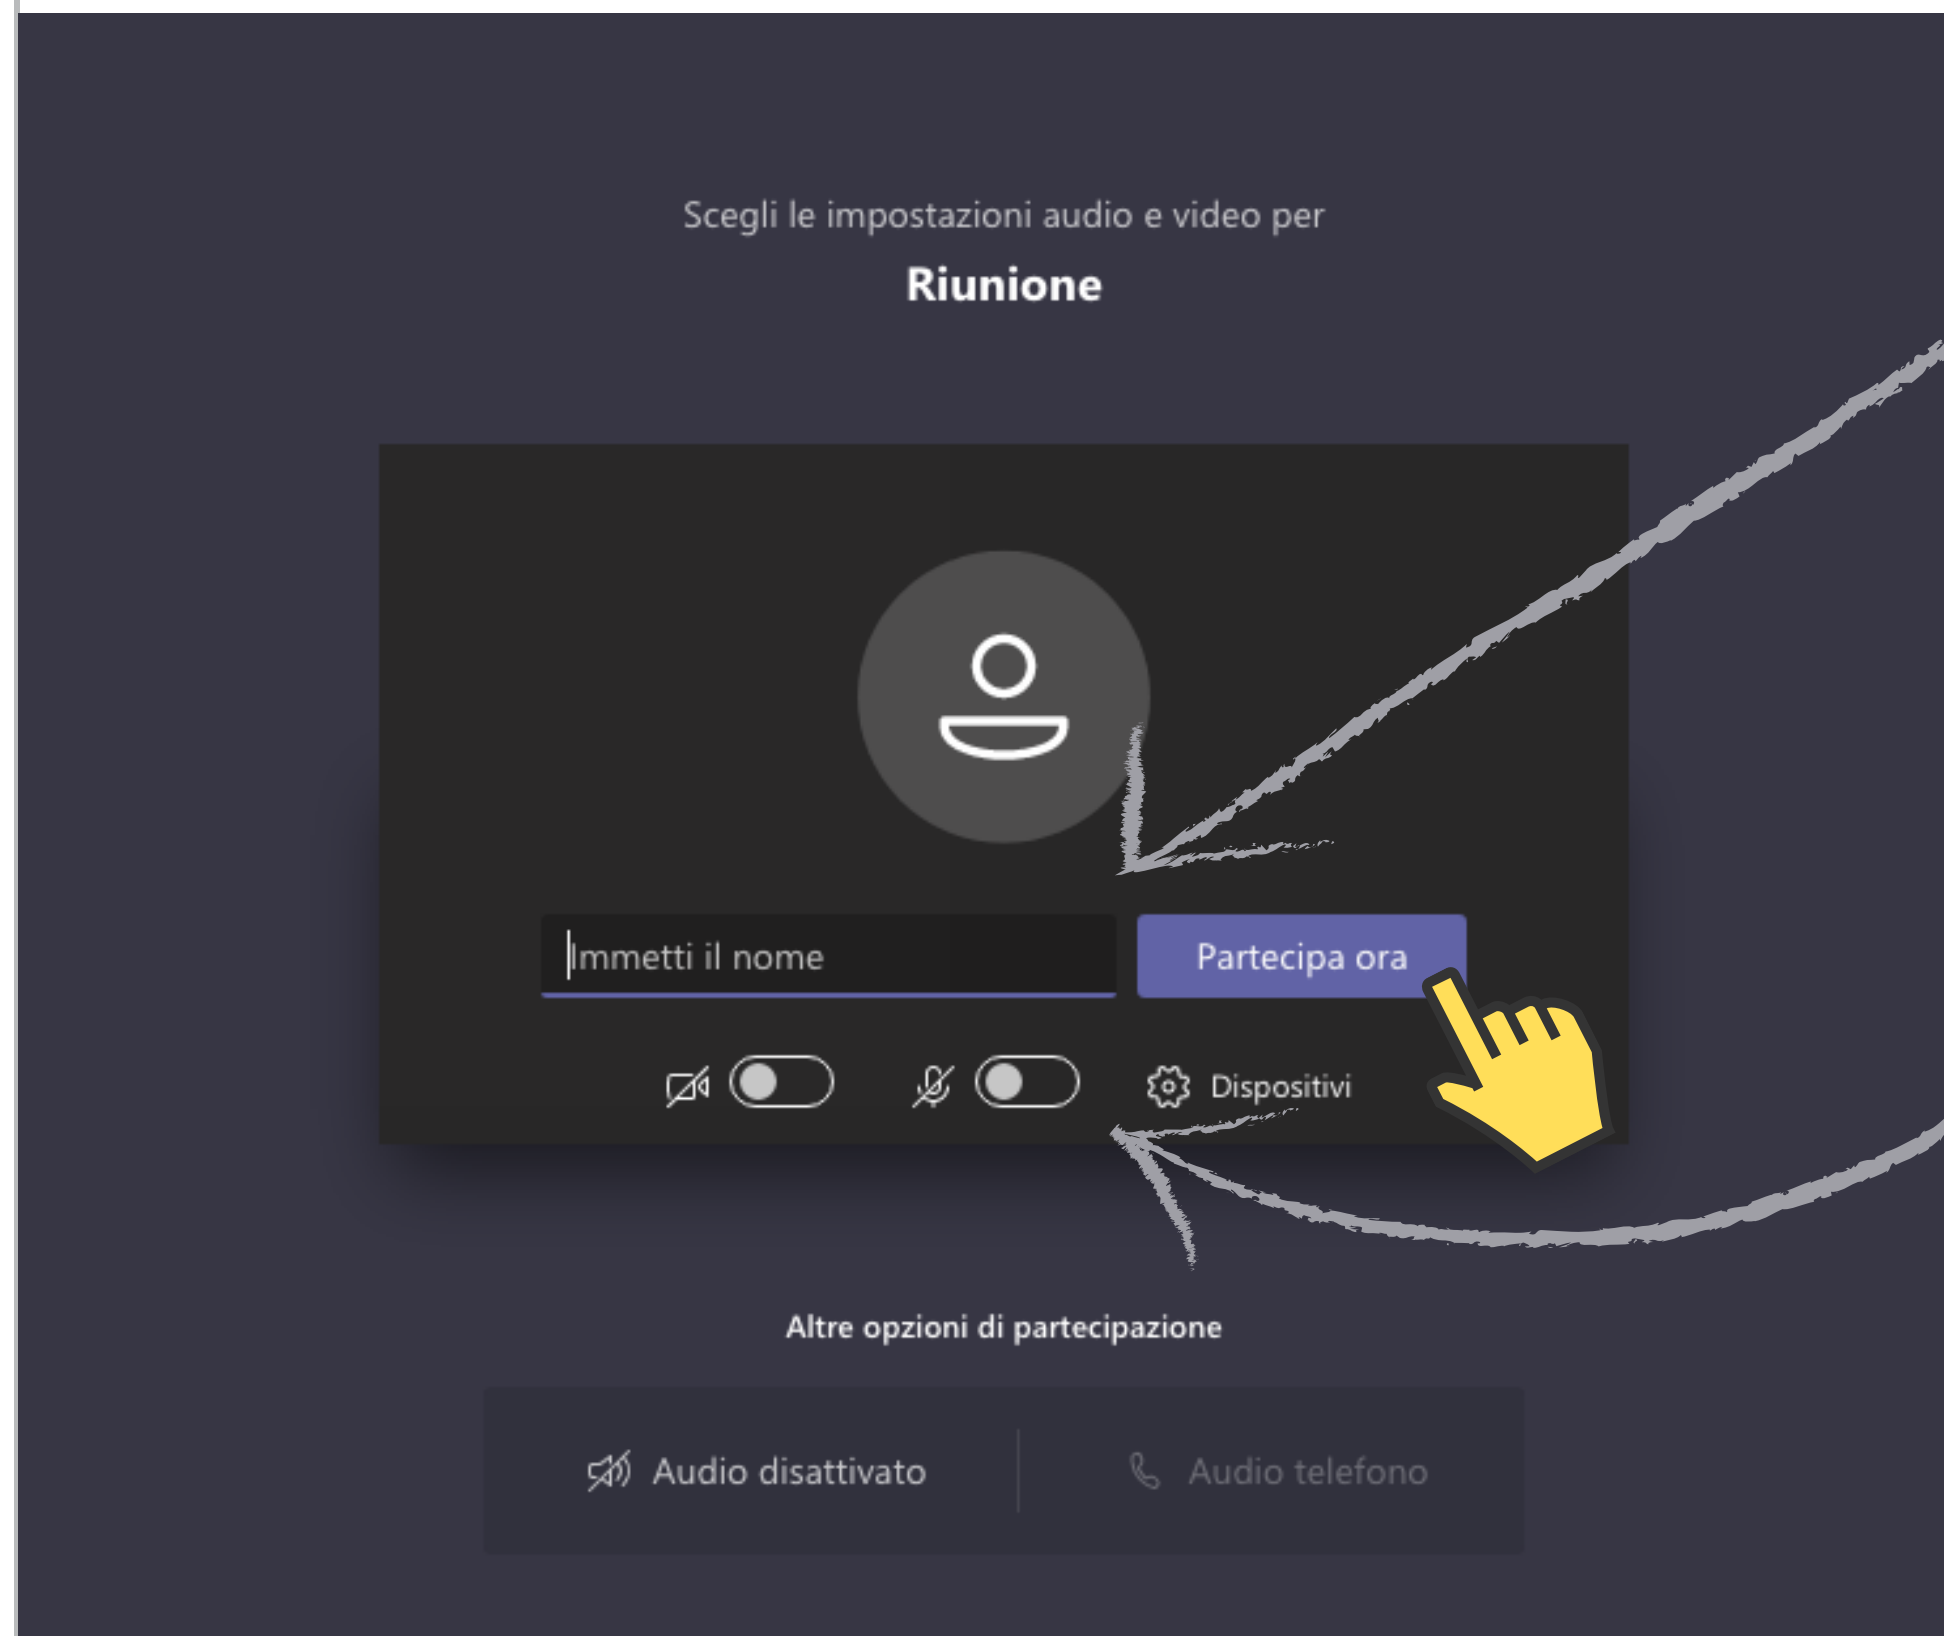 Scegli le impostazioni audio e video per
Riunione
Immetti il nome
Partecipa ora
Dispositivi
Altre opzioni di partecipazione
Audio disattivato
Audio telefono